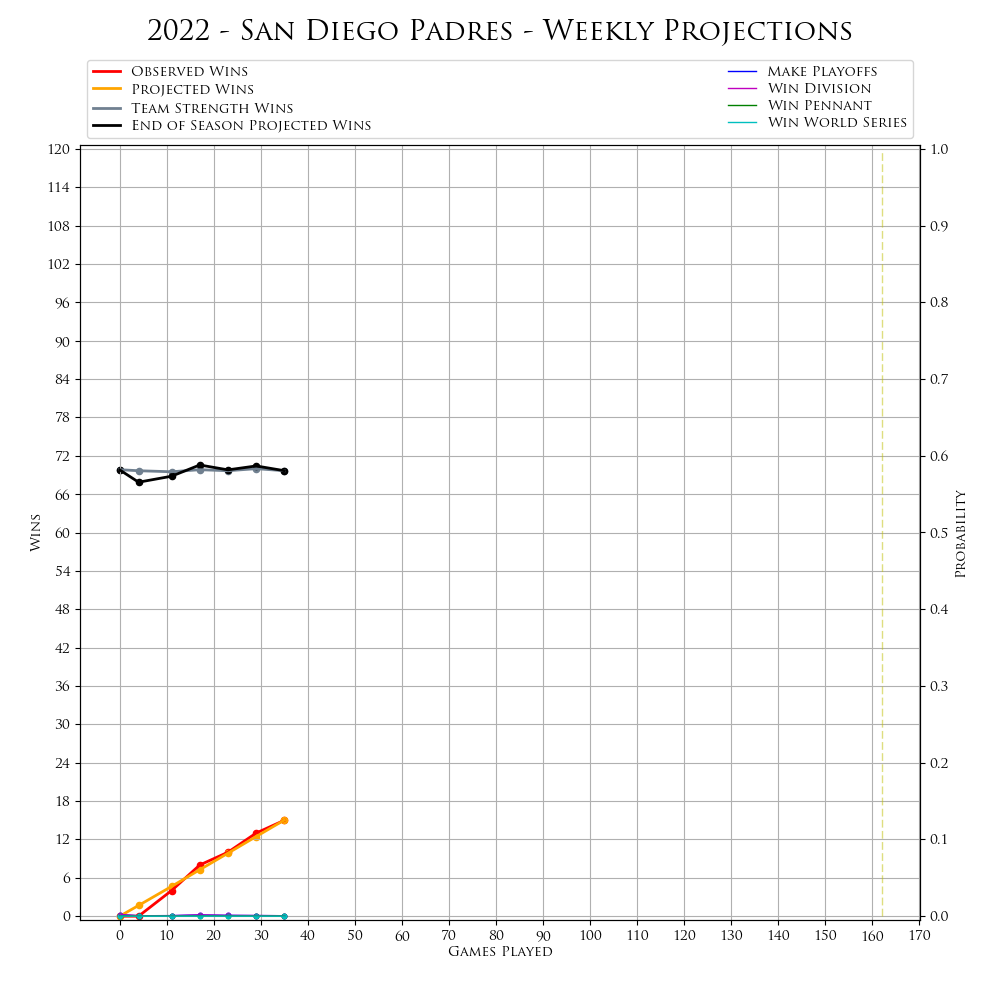 2022 - San Diego Padres - Weekly Projections
Observed Wins
Projected Wins
Team Strength Wins
End of Season Projected Wins
Make Playoffs
Win Division
Win Pennant
Win World Series
120
114
108
102
96
90
84
78
72
66
60
54
48
42
36
30
24
18
12
6
0
Wins
1.0
0.9
0.8
0.7
0.6
0.5
0.4
0.3
0.2
0.1
0.0
Probability
0 10 20 30 40 50 60 70 80 90 100 110 120 130 140 150 160 170
Games Played